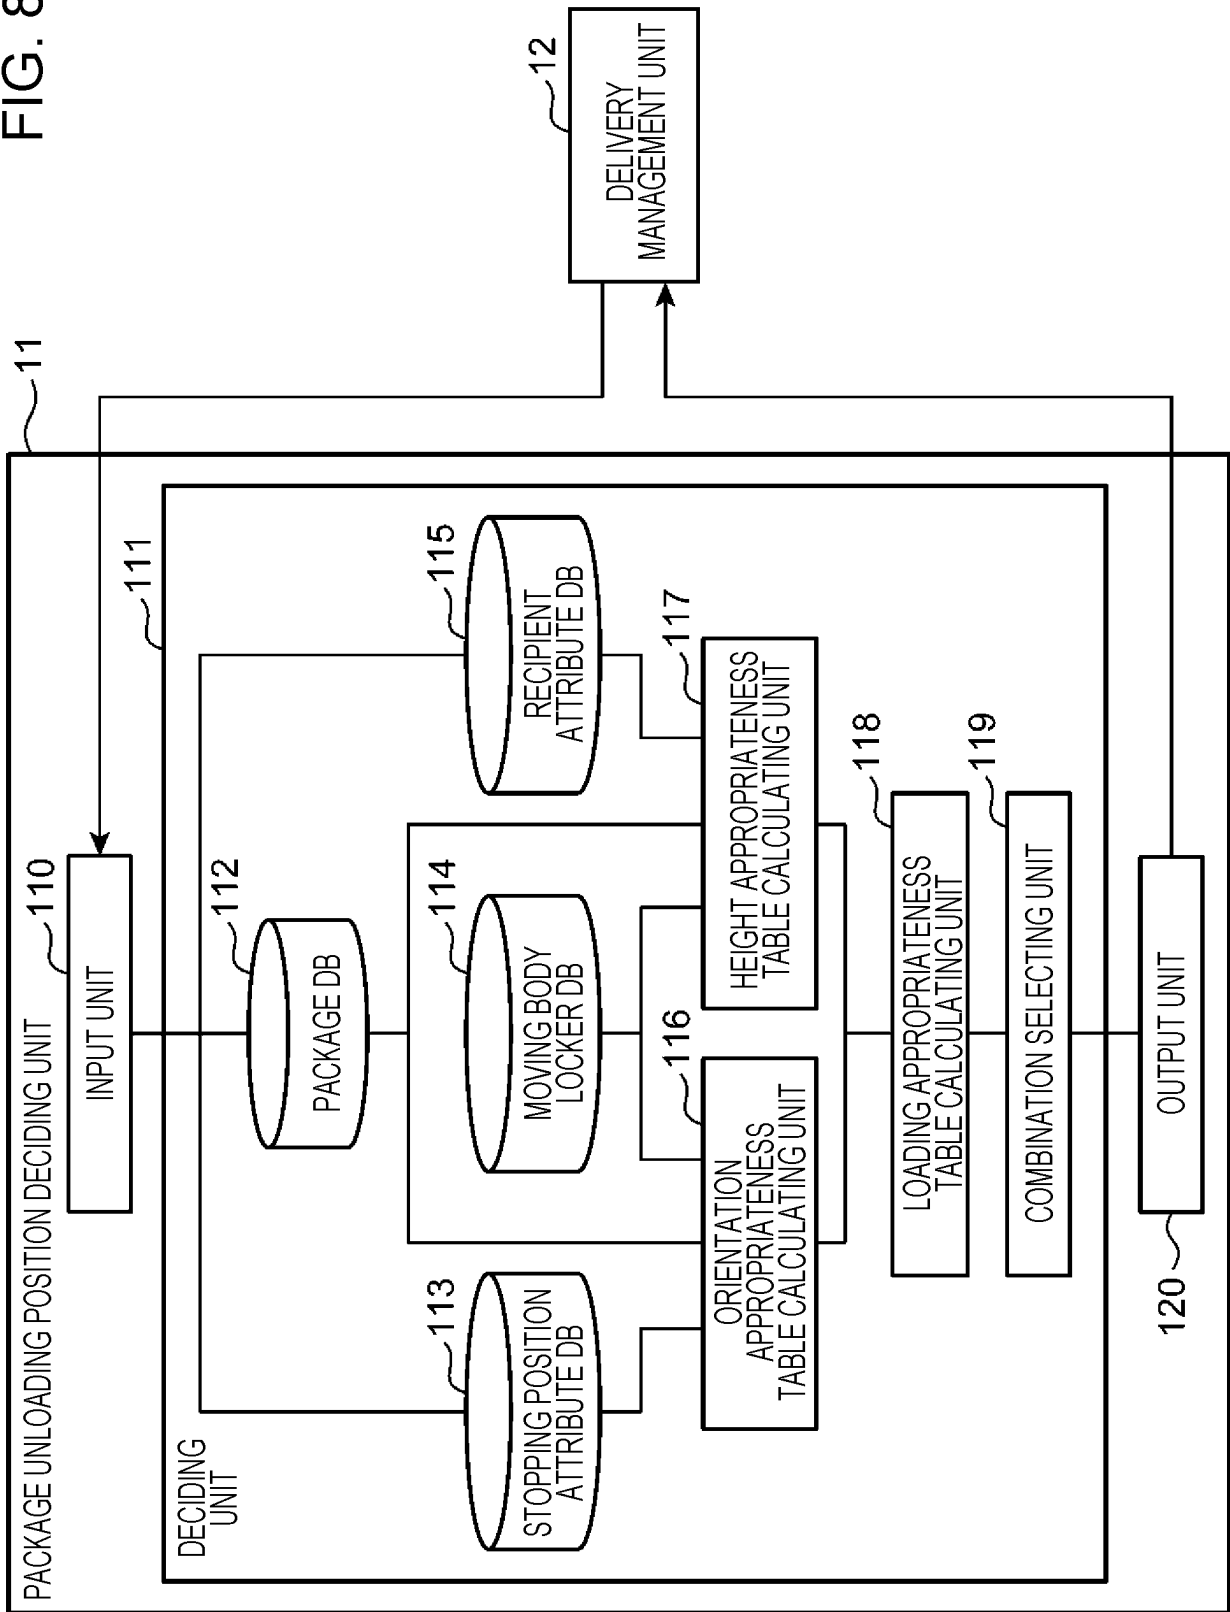 FIG. 8
11
PACKAGE UNLOADING POSITION DECIDING UNIT
110
INPUT UNIT
111
DECIDING
UNIT
112
PACKAGE DB
113
STOPPING POSITION
ATTRIBUTE DB
114
MOVING BODY
LOCKER DB
115
RECIPIENT
ATTRIBUTE DB
116
ORIENTATION
APPROPRIATENESS
TABLE CALCULATING UNIT
117
HEIGHT APPROPRIATENESS
TABLE CALCULATING UNIT
118
LOADING APPROPRIATENESS
TABLE CALCULATING UNIT
119
COMBINATION SELECTING UNIT
120
OUTPUT UNIT
12
DELIVERY
MANAGEMENT UNIT